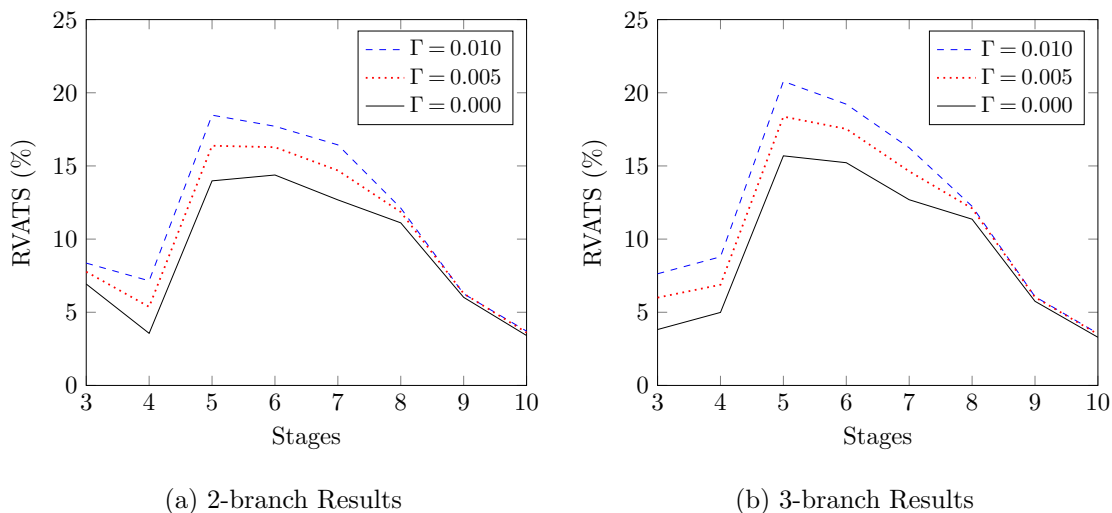 25
20
15
10
5
0
RVATS (%)
3 4 5 6 7 8 9 10
Stages
Γ = 0.010
Γ = 0.005
Γ = 0.000
(a) 2-branch Results
25
20
15
10
5
0
RVATS (%)
3 4 5 6 7 8 9 10
Stages
Γ = 0.010
Γ = 0.005
Γ = 0.000
(b) 3-branch Results